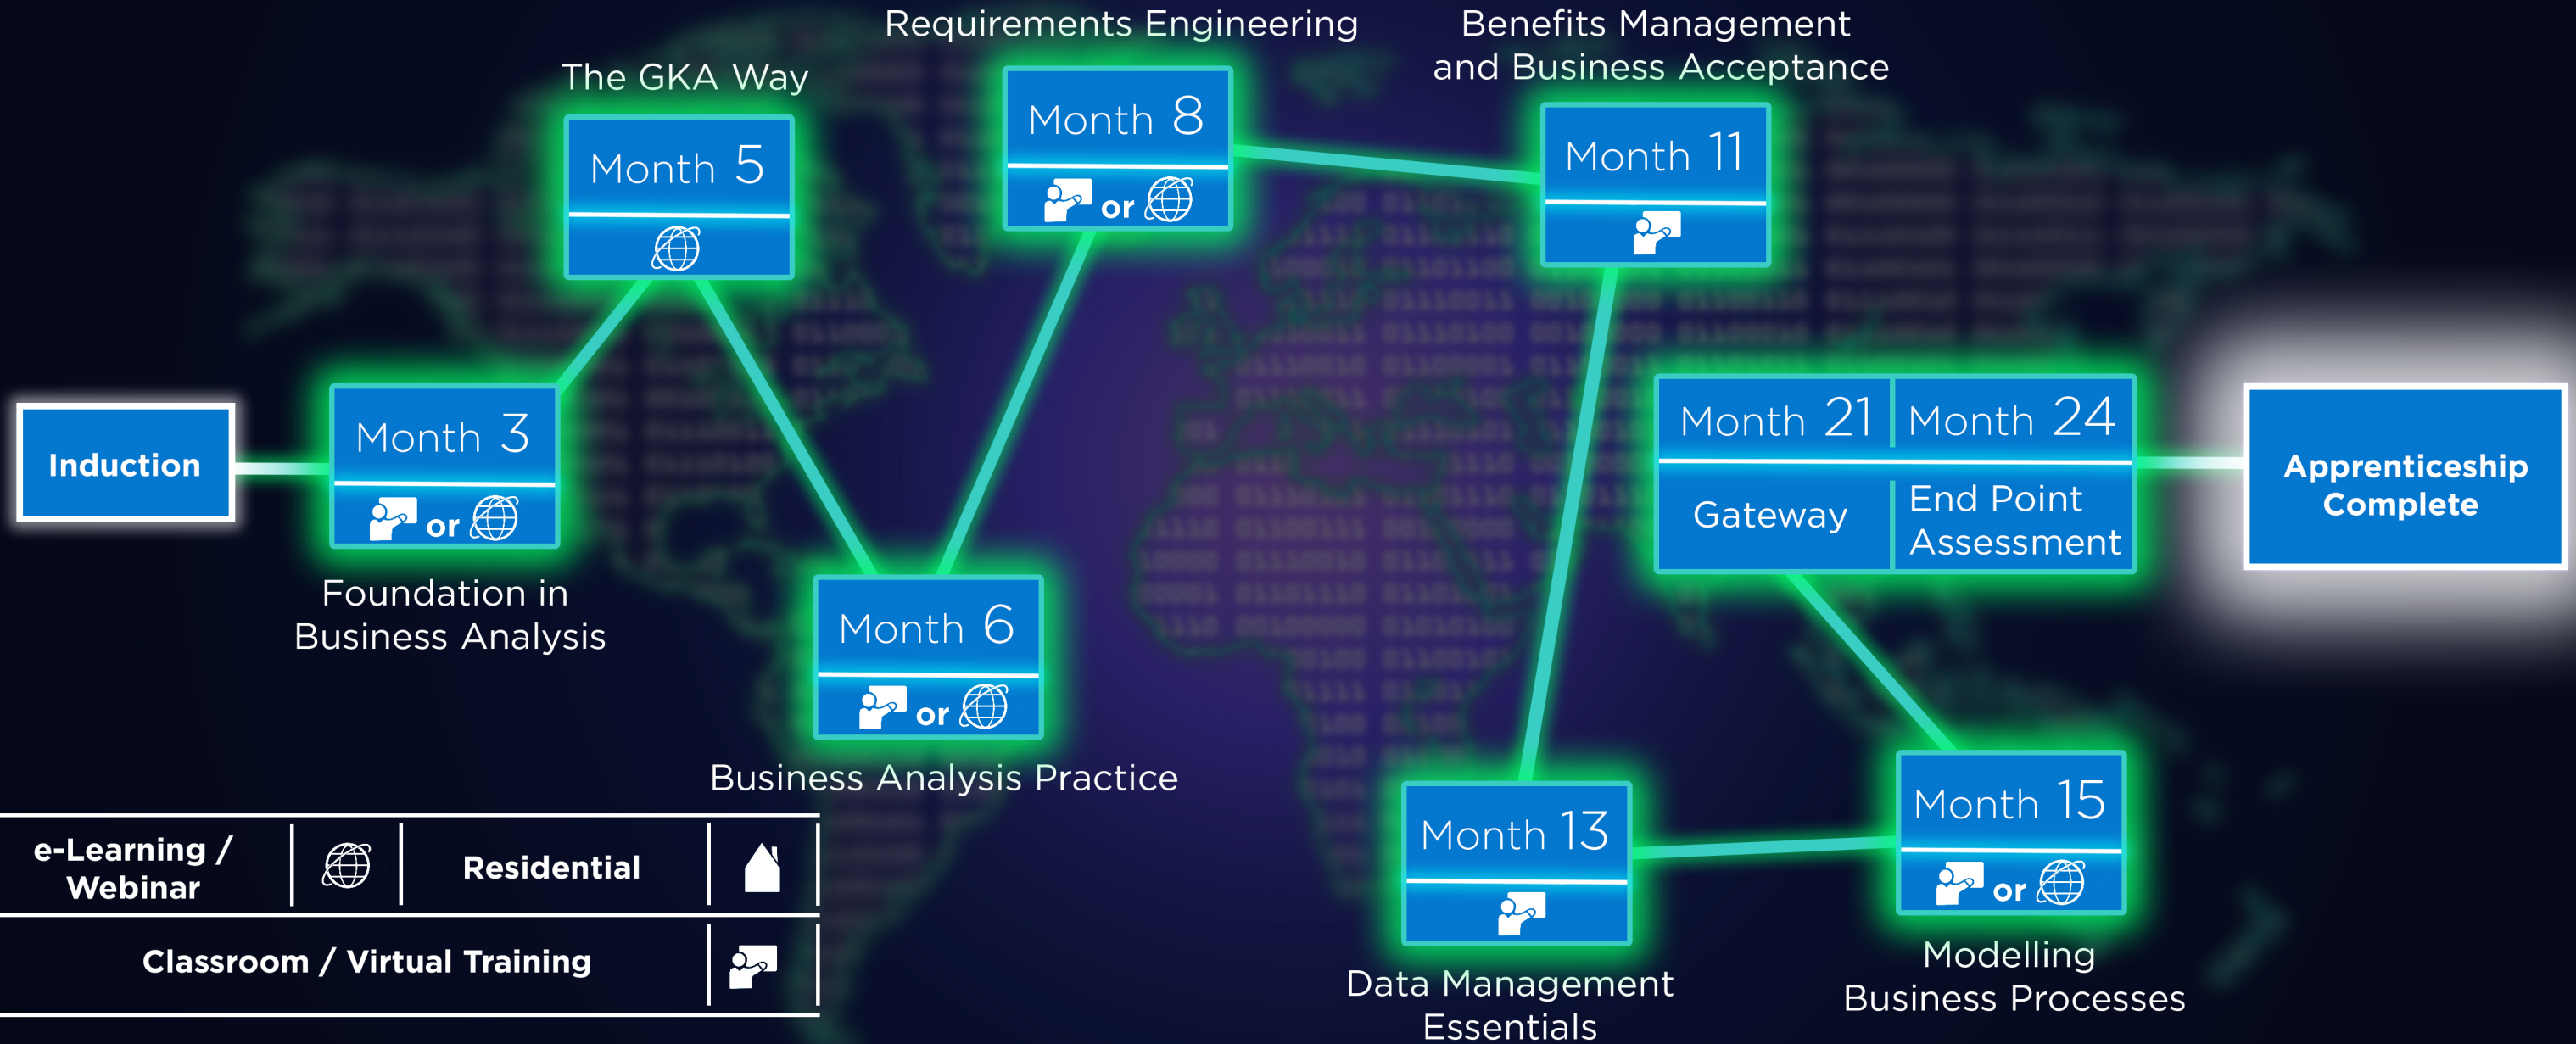 Induction
Month 3
or
Foundation in
Business Analysis
The GKA Way
Month 5
Month 6
or
Business Analysis Practice
Requirements Engineering
Month 8
or
Benefits Management
and Business Acceptance
Month 11
Month 13
Data Management
Essentials
Month 15
or
Modelling
Business Processes
Month 21
Gateway
Month 24
End Point
Assessment
Apprenticeship
Complete
e-Learning /
Webinar
Residential
Classroom / Virtual Training